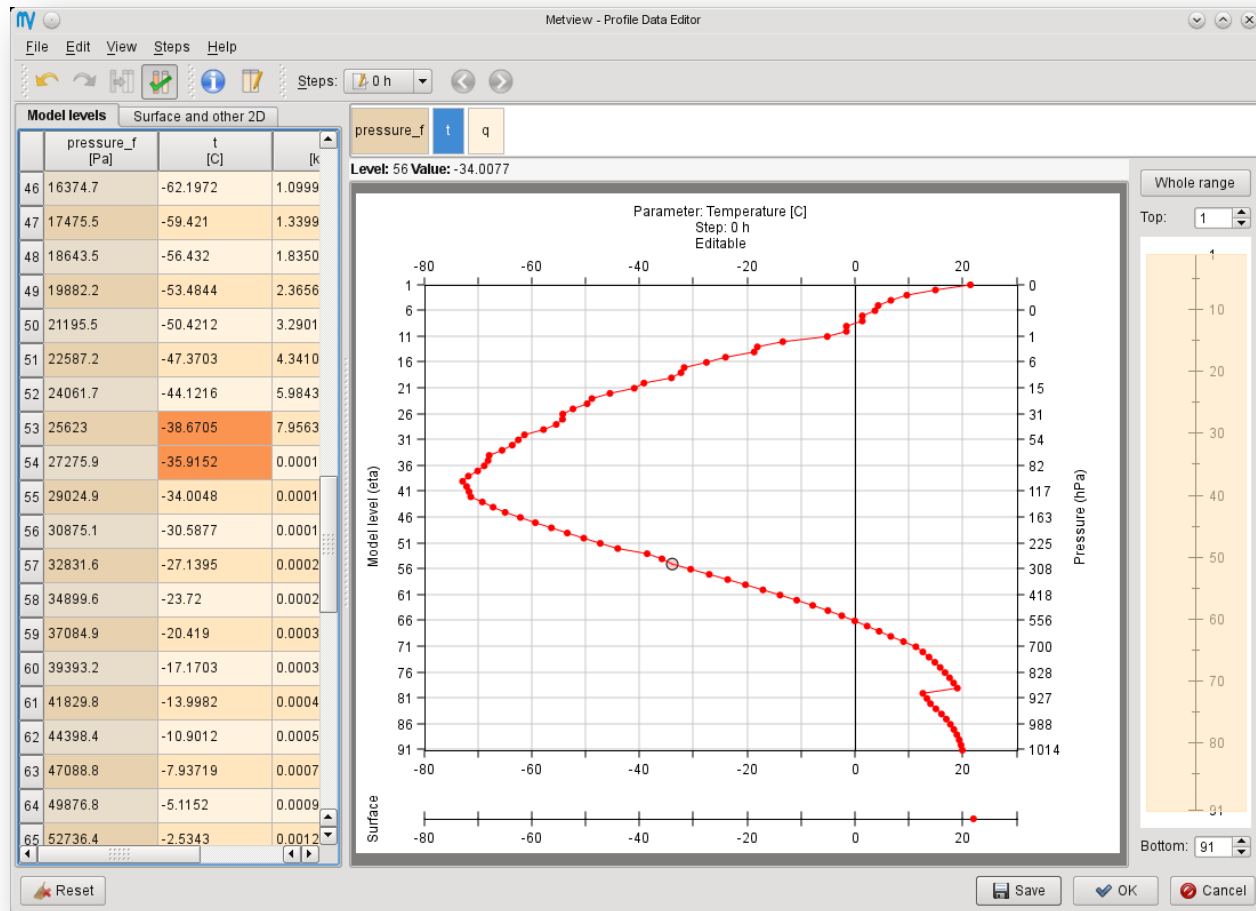 Metview - Profile Data Editor
File Edit View Steps Help
Steps: 0 h
Model levels Surface and other 2D
pressure_f t
[Pa] [C] [k
46 16374.7 -62.1972 1.0999
47 17475.5 -59.421 1.3399
48 18643.5 -56.432 1.8350
49 19882.2 -53.4844 2.3656
50 21195.5 -50.4212 3.2901
51 22587.2 -47.3703 4.3410
52 24061.7 -44.1216 5.9843
53 25623 -38.6705 7.9563
54 27275.9 -35.9152 0.0001
55 29024.9 -34.0048 0.0001
56 30875.1 -30.5877 0.0001
57 32831.6 -27.1395 0.0002
58 34899.6 -23.72 0.0002
59 37084.9 -20.419 0.0003
60 39393.2 -17.1703 0.0003
61 41829.8 -13.9982 0.0004
62 44398.4 -10.9012 0.0005
63 47088.8 -7.93719 0.0007
64 49876.8 -5.1152 0.0009
65 52736.4 -2.5343 0.0012
pressure_f t q
Level: 56 Value: -34.0077
Parameter: Temperature [C]
Step: 0 h
Editable
-80 -60 -40 -20 0 20
1 0
6 0
11 1
16 6
21 15
26 31
31 54
36 82
41 117
46 163
51 225
56 308
61 418
66 556
71 700
76 828
81 927
86 988
91 1014
Model level (eta)
Pressure (hPa)
-80 -60 -40 -20 0 20
Surface
-80 -60 -40 -20 0 20
Whole range
Top: 1
1
10
20
30
40
50
60
70
80
91
Bottom: 91
Reset Save OK Cancel